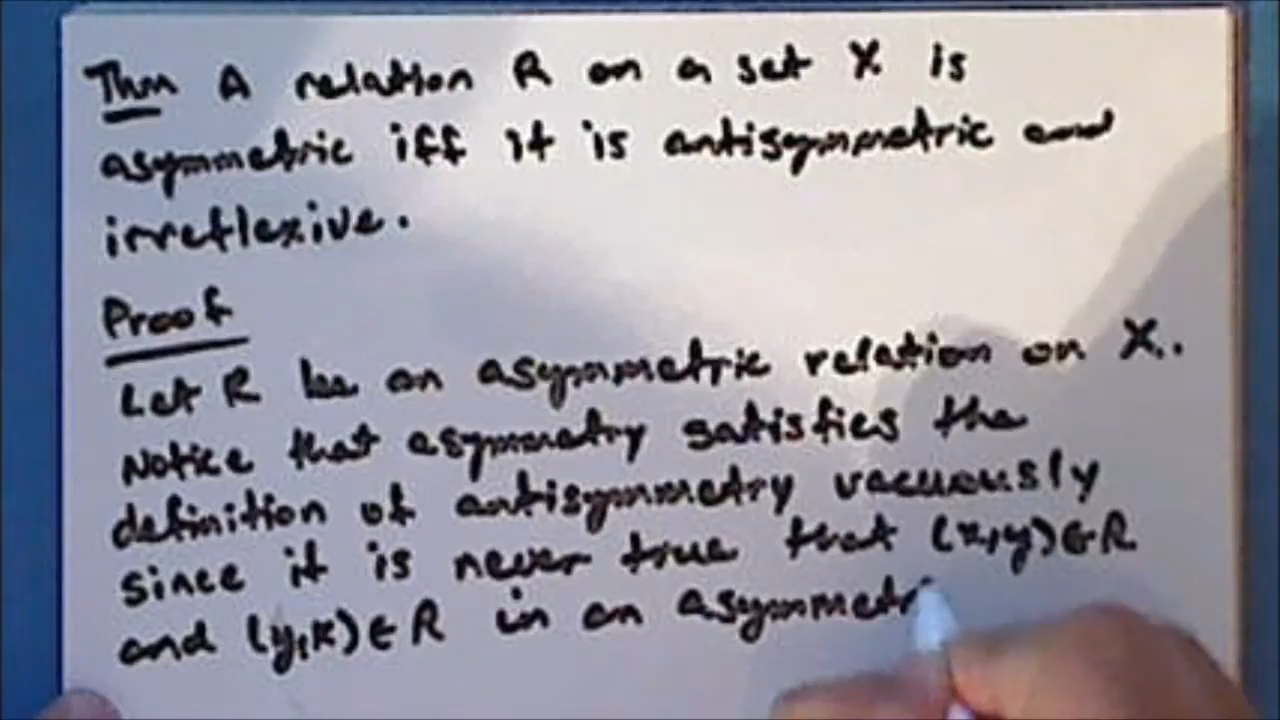 Thm A relation R on a set X is
asymmetric iff it is antisymmetric and
irreflexive.
Proof
Let R be an asymmetric relation on X.
Notice that asymmetry satisfies the
definition of antisymmetry vacuously
since it is never true that (x,y)∈R
and (y,x)∈R in an asymmetri